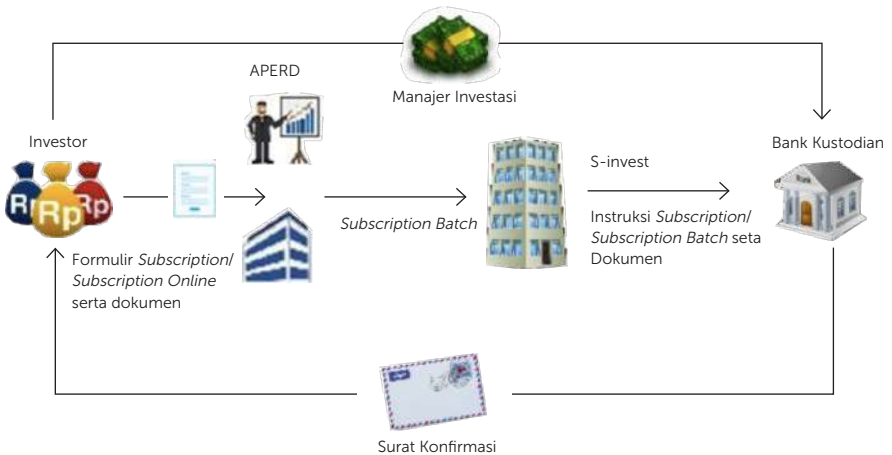 APERD
Manajer Investasi
Investor
Rp
Rp
Rp
Formulir Subscription/
Subscription Online
serta dokumen
Subscription Batch
S-invest
Instruksi Subscription/
Subscription Batch seta
Dokumen
Bank Kustodian
BANK
Surat Konfirmasi